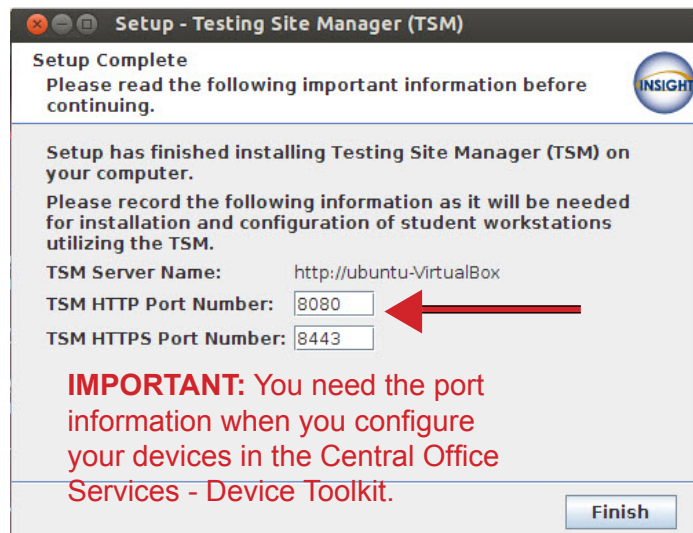 Setup - Testing Site Manager (TSM)
Setup Complete
Please read the following important information before
continuing.
INSIGHT
Setup has finished installing Testing Site Manager (TSM) on
your computer.
Please record the following information as it will be needed
for installation and configuration of student workstations
utilizing the TSM.
TSM Server Name: http://ubuntu-VirtualBox
TSM HTTP Port Number: 8080
TSM HTTPS Port Number: 8443
IMPORTANT: You need the port
information when you configure
your devices in the Central Office
Services - Device Toolkit.
Finish